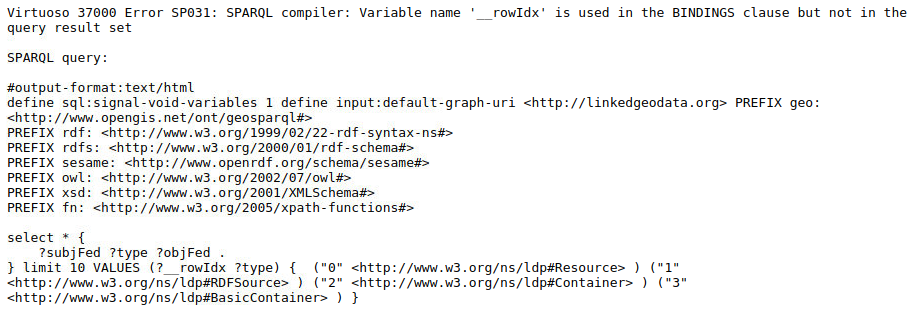 Virtuoso 37000 Error SP031: SPARQL compiler: Variable name '__rowIdx' is used in the BINDINGS clause but not in the
query result set

SPARQL query:

#output-format:text/html
define sql:signal-void-variables 1 define input:default-graph-uri <http://linkedgeodata.org> PREFIX geo:
<http://www.opengis.net/ont/geosparql#>
PREFIX rdf: <http://www.w3.org/1999/02/22-rdf-syntax-ns#>
PREFIX rdfs: <http://www.w3.org/2000/01/rdf-schema#>
PREFIX sesame: <http://www.openrdf.org/schema/sesame#>
PREFIX owl: <http://www.w3.org/2002/07/owl#>
PREFIX xsd: <http://www.w3.org/2001/XMLSchema#>
PREFIX fn: <http://www.w3.org/2005/xpath-functions#>

select * {
    ?subjFed ?type ?objFed .
} limit 10 VALUES (?__rowIdx ?type) {  ("0" <http://www.w3.org/ns/ldp#Resource> ) ("1"
<http://www.w3.org/ns/ldp#RDFSource> ) ("2" <http://www.w3.org/ns/ldp#Container> ) ("3"
<http://www.w3.org/ns/ldp#BasicContainer> ) }